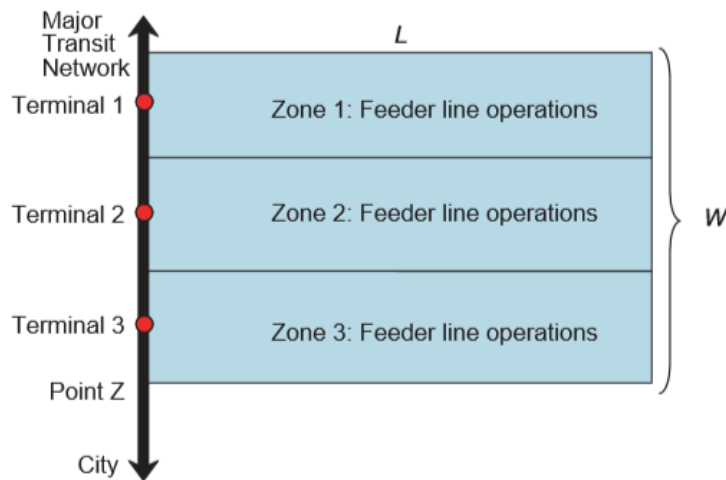 Major
Transit
Network
L
Terminal 1
Zone 1: Feeder line operations
Terminal 2
Zone 2: Feeder line operations
W
Terminal 3
Zone 3: Feeder line operations
Point Z
City